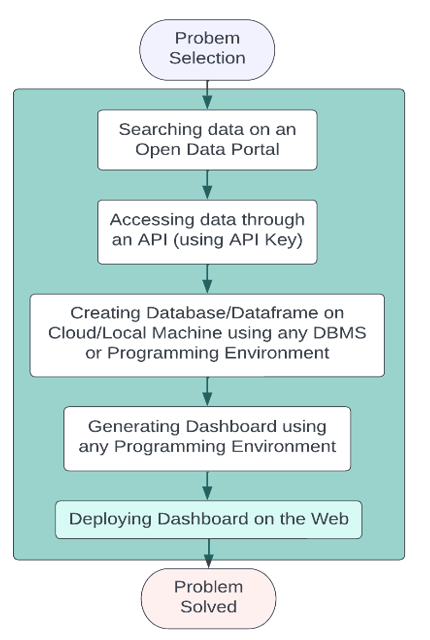 Probem
Selection
Searching data on an
Open Data Portal
Accessing data through
an API (using API Key)
Creating Database/Dataframe on
Cloud/Local Machine using any DBMS
or Programming Environment
Generating Dashboard using
any Programming Environment
Deploying Dashboard on the Web
Problem
Solved